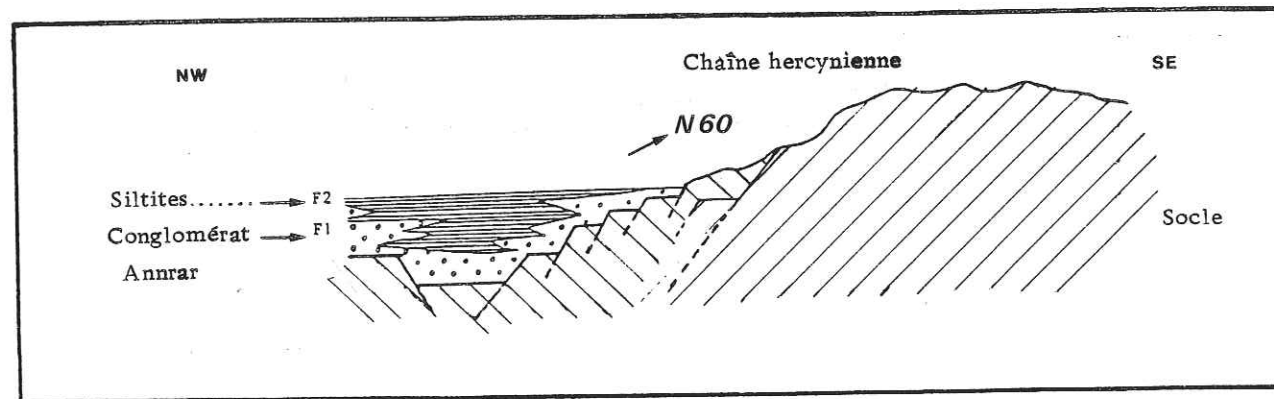 NW
Chaîne hercynienne
SE
N60
Siltites....... F2
Conglomérat F1
Annrar
Socle